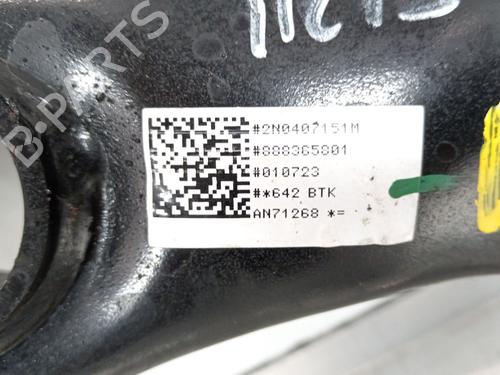 B-PARTS
#2N0407151M
#888365801
#010723
#*642 BTK
AN71268 *=